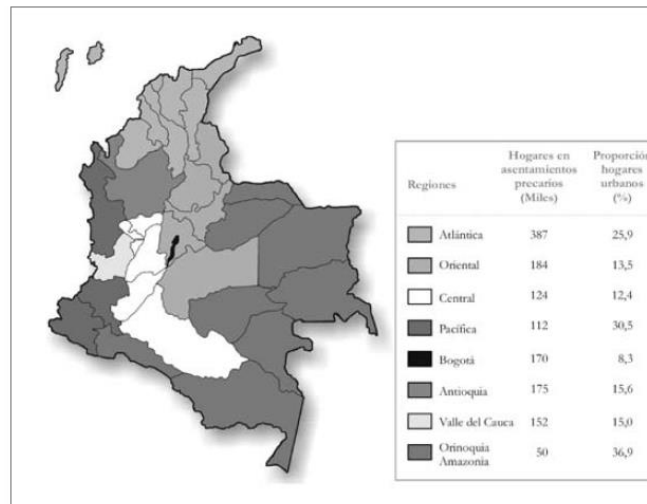 Regiones Hogares en asentamientos precarios (Miles) Proporción hogares urbanos (%)
Atlántica 387 25,9
Oriental 184 13,5
Central 124 12,4
Pacífica 112 30,5
Bogotá 170 8,3
Antioquia 175 15,6
Valle del Cauca 152 15,0
Orinoquia Amazonia 50 36,9